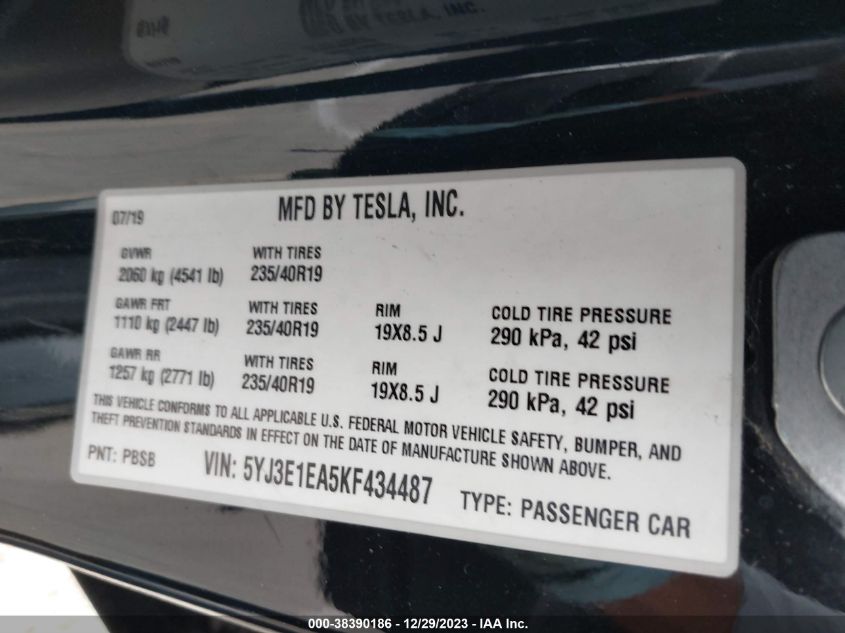 BY TESLA, INC.
07/19
MFD BY TESLA, INC.
GVWR WITH TIRES
2060 kg (4541 lb) 235/40R19
GAWR FRT WITH TIRES RIM COLD TIRE PRESSURE
1110 kg (2447 lb) 235/40R19 19X8.5 J 290 kPa, 42 psi
GAWR RR WITH TIRES RIM COLD TIRE PRESSURE
1257 kg (2771 lb) 235/40R19 19X8.5 J 290 kPa, 42 psi
THIS VEHICLE CONFORMS TO ALL APPLICABLE U.S. FEDERAL MOTOR VEHICLE SAFETY, BUMPER, AND
THEFT PREVENTION STANDARDS IN EFFECT ON THE DATE OF MANUFACTURE SHOWN ABOVE.
PNT: PBSB VIN: 5YJ3E1EA5KF434487 TYPE: PASSENGER CAR
000-38390186 • 12/29/2023 - IAA Inc.